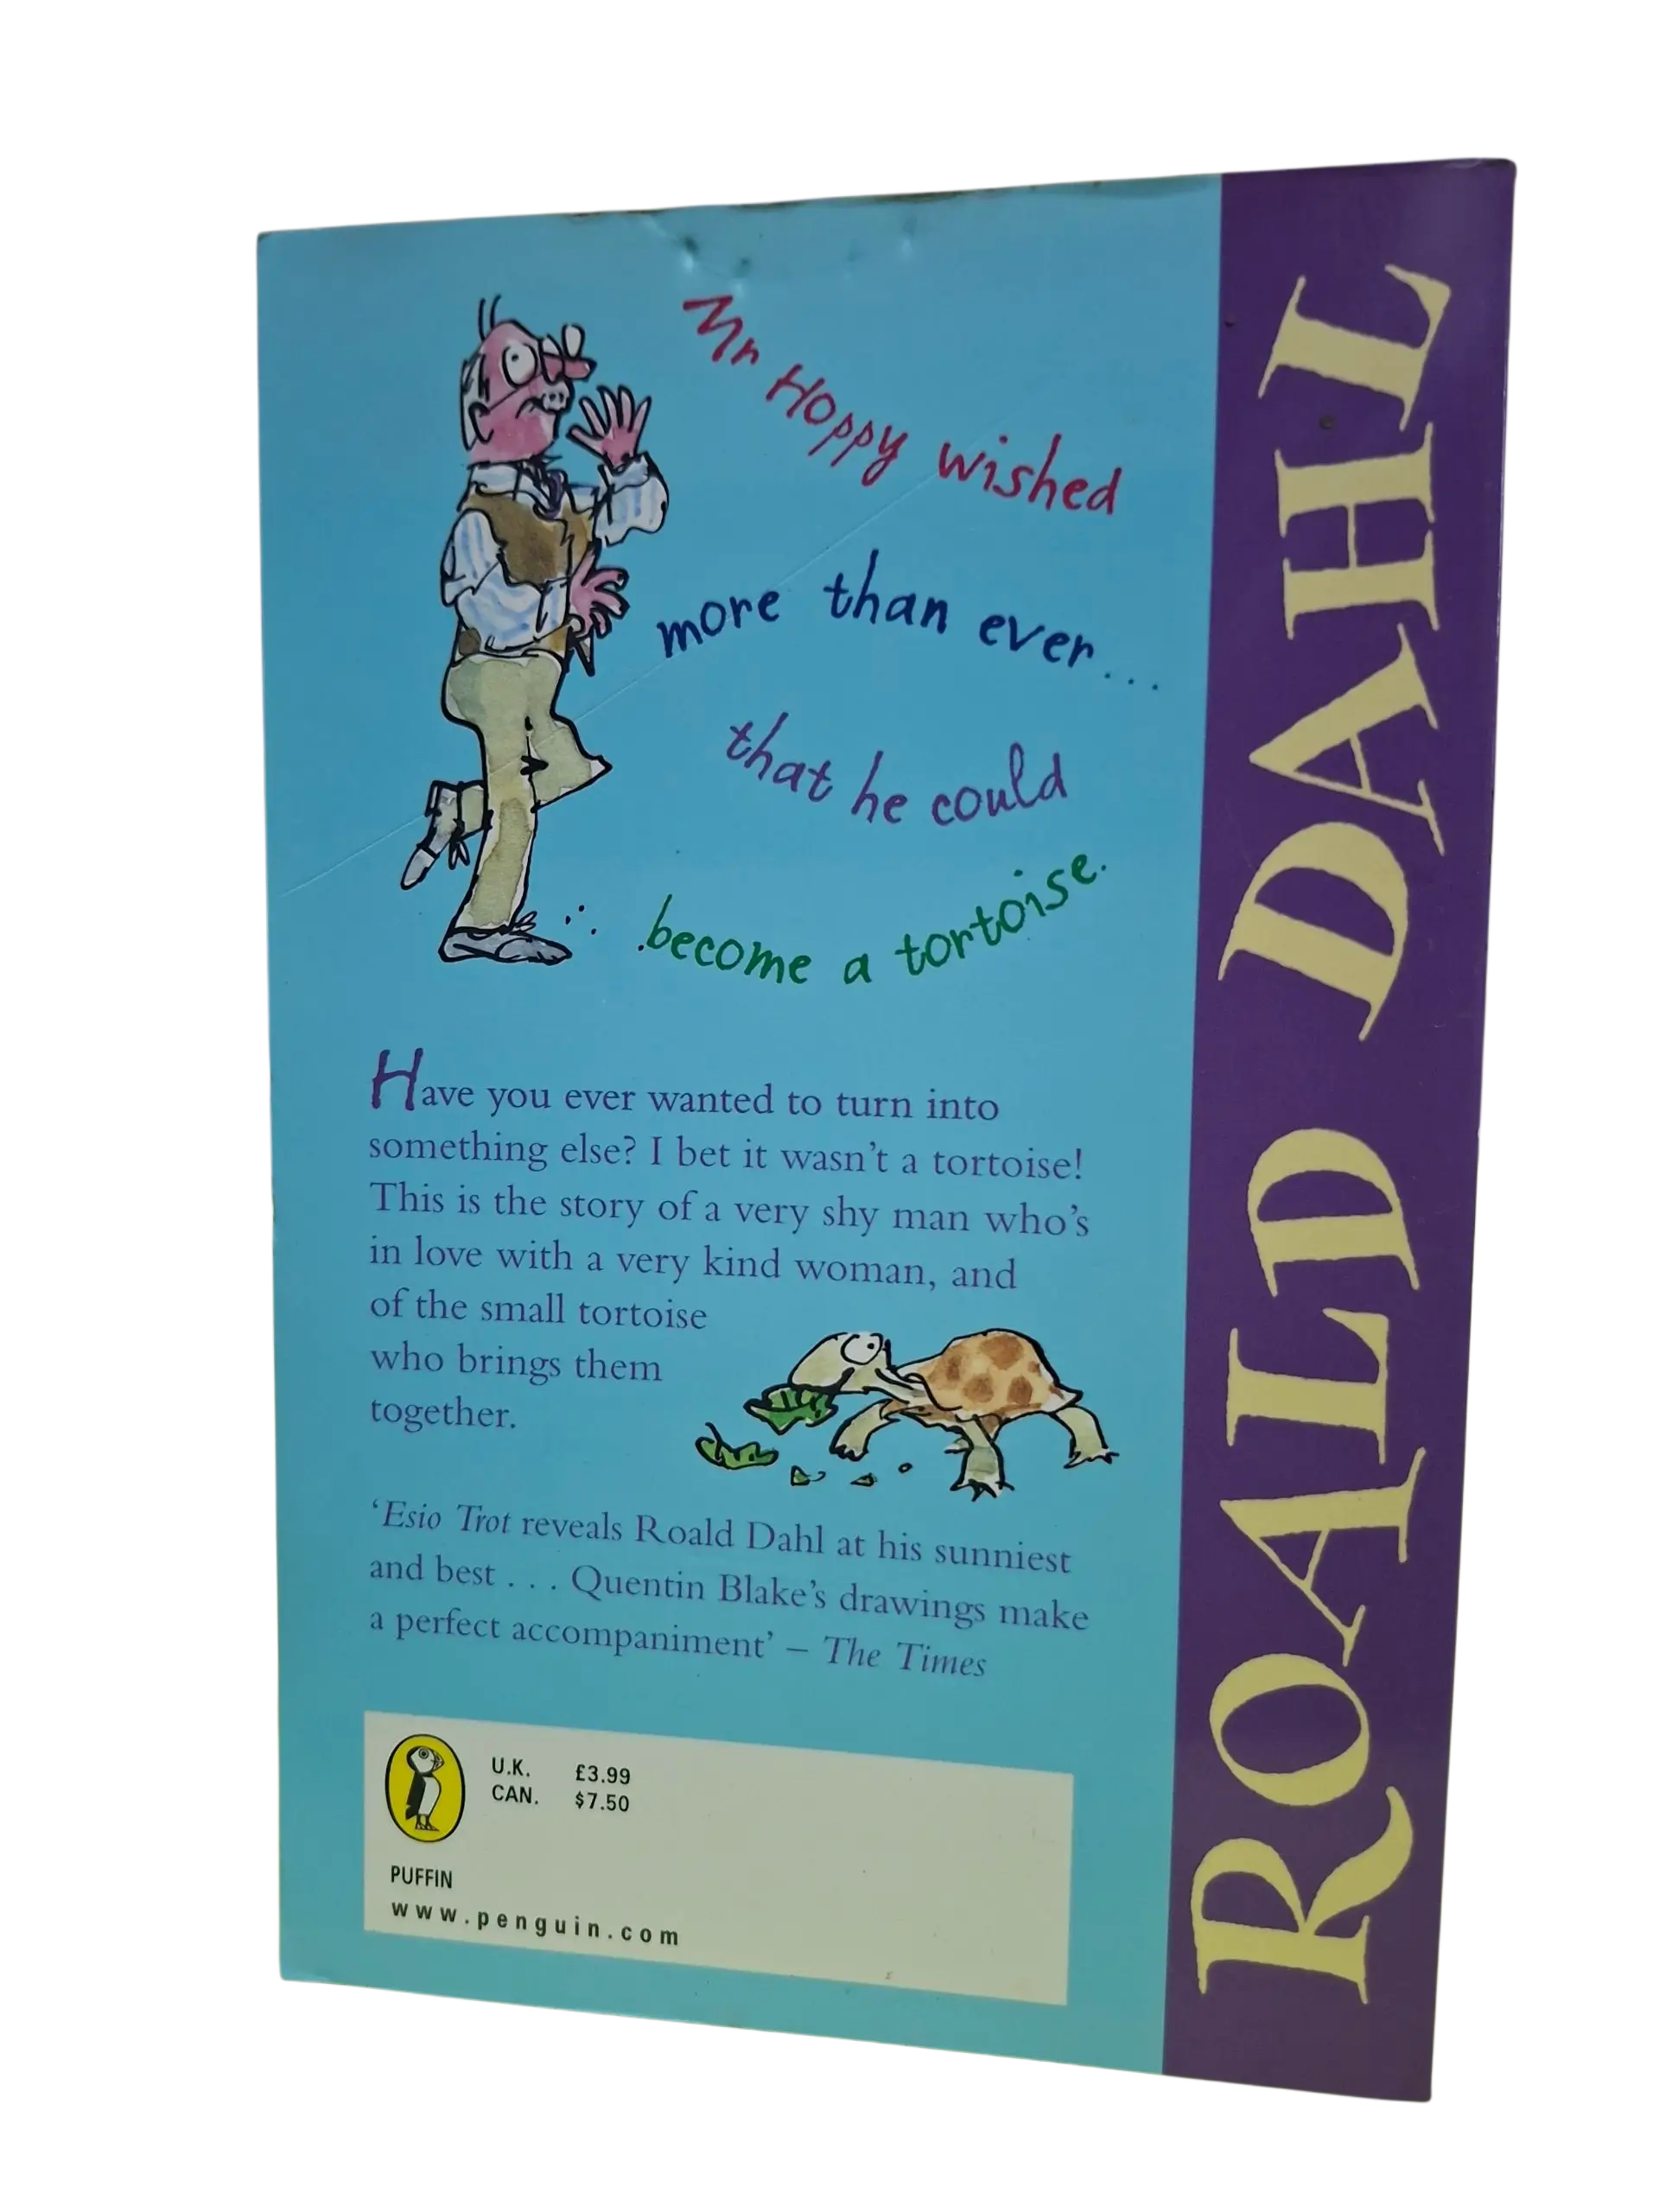 Mr Hoppy wished
more than ever...
that he could
...become a tortoise.
Have you ever wanted to turn into
something else? I bet it wasn't a tortoise!
This is the story of a very shy man who's
in love with a very kind woman, and
of the small tortoise
who brings them
together.
'Esio Trot reveals Roald Dahl at his sunniest
and best . . . Quentin Blake's drawings make
a perfect accompaniment' – The Times
U.K. £3.99
CAN. $7.50
PUFFIN
www.penguin.com
ROALD DAHL